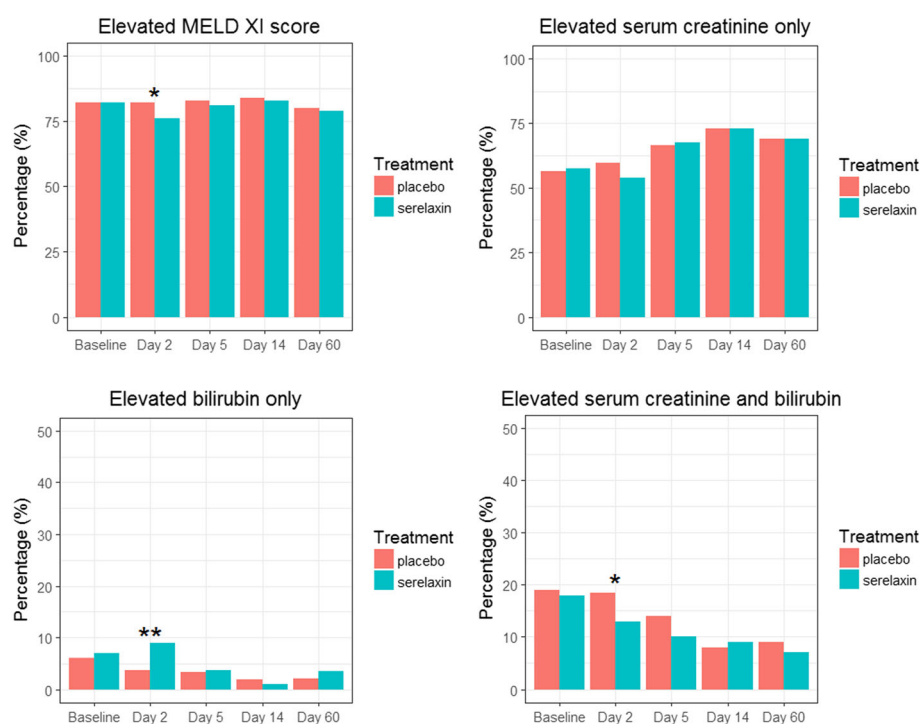 Elevated MELD XI score
Percentage (%)
100
75
50
25
0
*
Baseline Day 2 Day 5 Day 14 Day 60
Treatment
placebo
serelaxin
Elevated serum creatinine only
Percentage (%)
100
75
50
25
0
Baseline Day 2 Day 5 Day 14 Day 60
Treatment
placebo
serelaxin
Elevated bilirubin only
Percentage (%)
50
40
30
20
10
0
**
Baseline Day 2 Day 5 Day 14 Day 60
Treatment
placebo
serelaxin
Elevated serum creatinine and bilirubin
Percentage (%)
50
40
30
20
10
0
*
Baseline Day 2 Day 5 Day 14 Day 60
Treatment
placebo
serelaxin